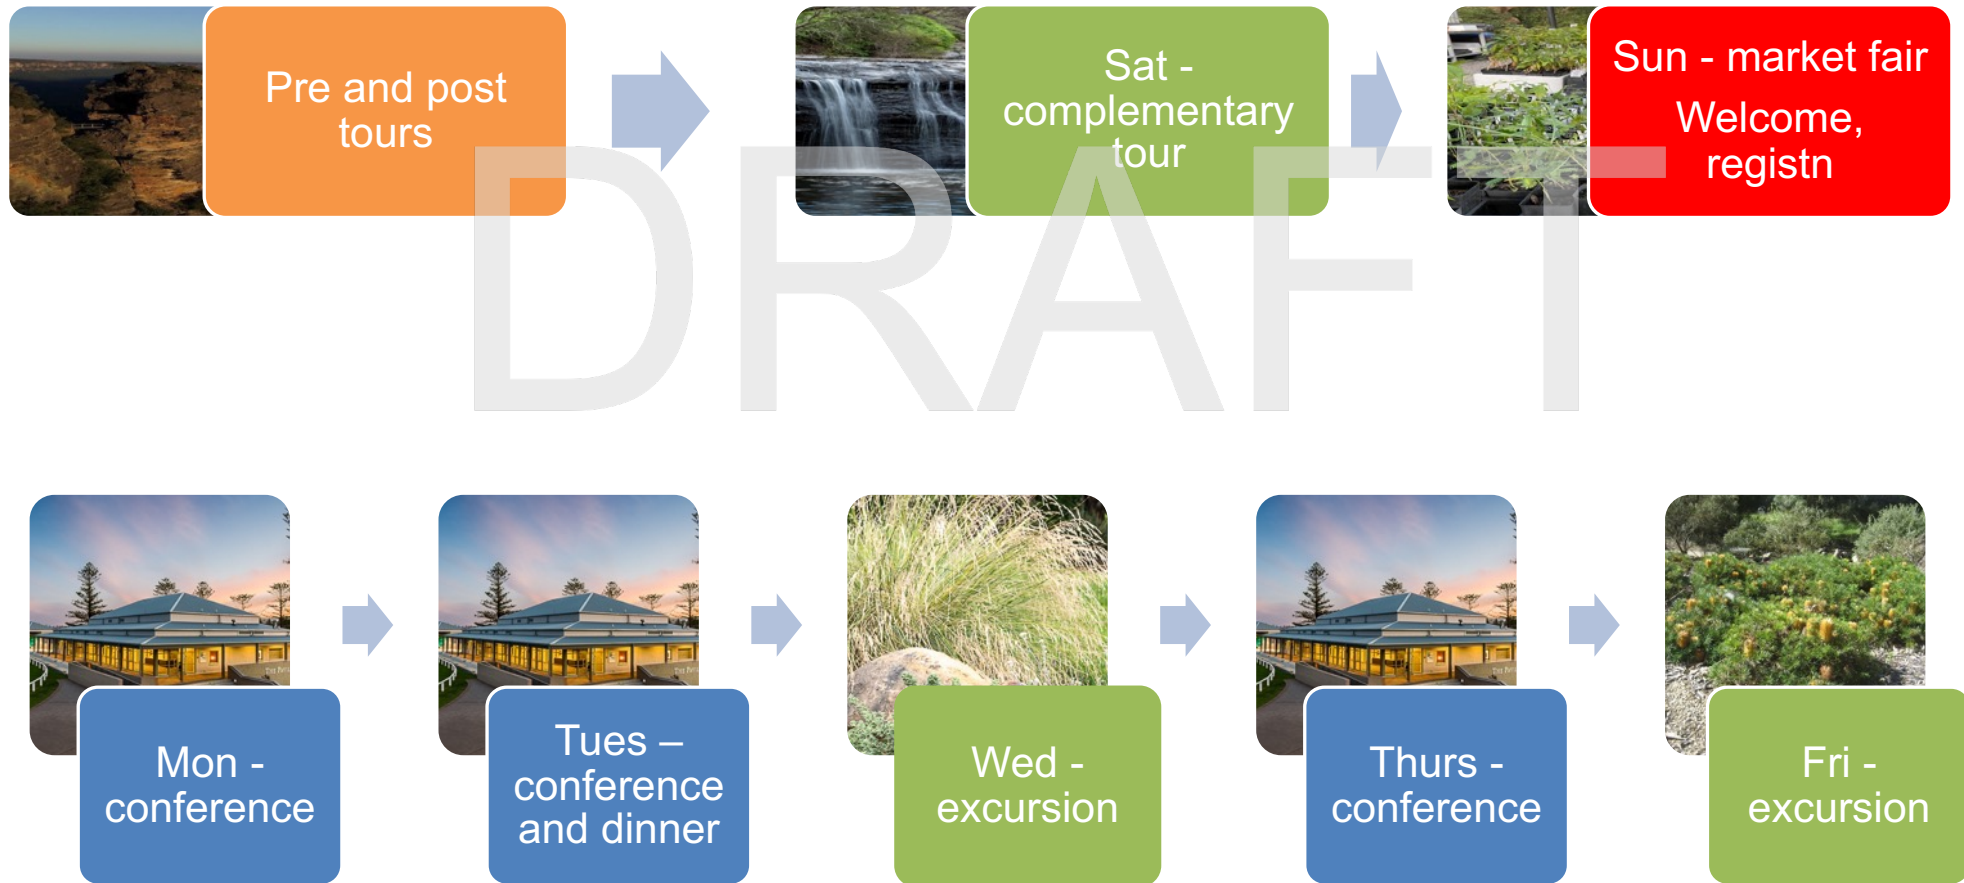 Pre and post
tours
Sat -
complementary
tour
Sun - market fair
Welcome,
registn
DRAFT
Mon -
conference
Tues –
conference
and dinner
Wed -
excursion
Thurs -
conference
Fri -
excursion